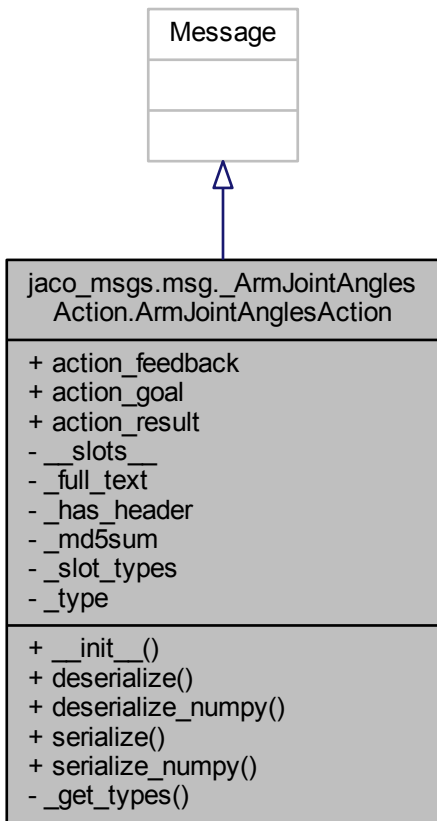 Message
jaco_msgs.msg._ArmJointAngles
Action.ArmJointAnglesAction
+ action_feedback
+ action_goal
+ action_result
- __slots__
- _full_text
- _has_header
- _md5sum
- _slot_types
- _type
+ __init__()
+ deserialize()
+ deserialize_numpy()
+ serialize()
+ serialize_numpy()
- _get_types()